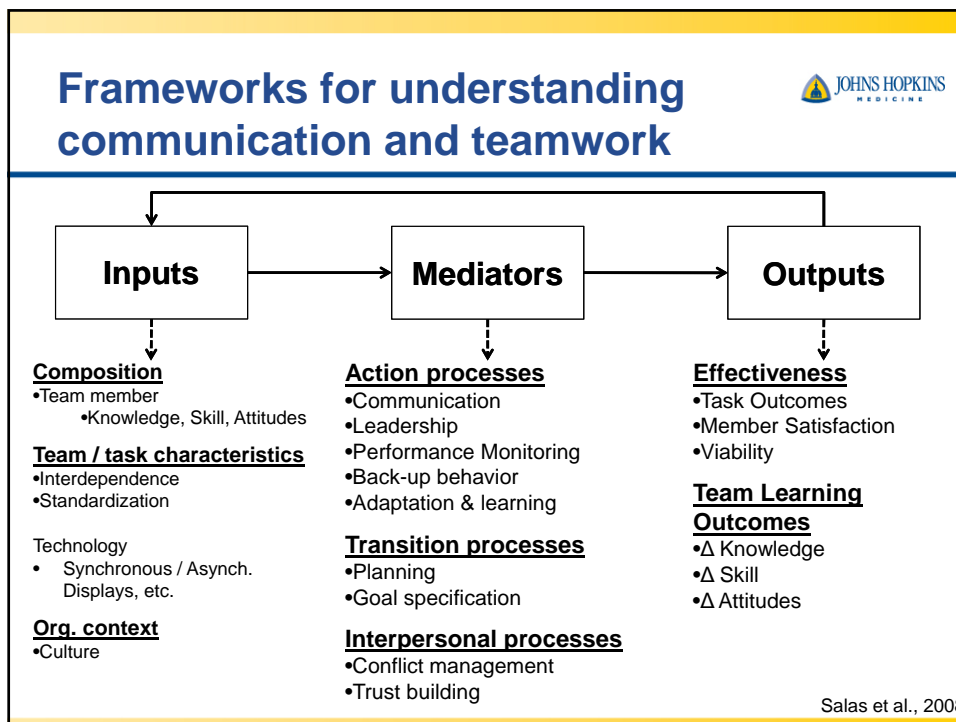 Frameworks for understanding
communication and teamwork
JOHNS HOPKINS
MEDICINE
Inputs
Mediators
Outputs
Composition
•Team member
•Knowledge, Skill, Attitudes
Team / task characteristics
•Interdependence
•Standardization
Technology
• Synchronous / Asynch.
Displays, etc.
Org. context
•Culture
Action processes
•Communication
•Leadership
•Performance Monitoring
•Back-up behavior
•Adaptation & learning
Transition processes
•Planning
•Goal specification
Interpersonal processes
•Conflict management
•Trust building
Effectiveness
•Task Outcomes
•Member Satisfaction
•Viability
Team Learning
Outcomes
•Δ Knowledge
•Δ Skill
•Δ Attitudes
Salas et al., 2008